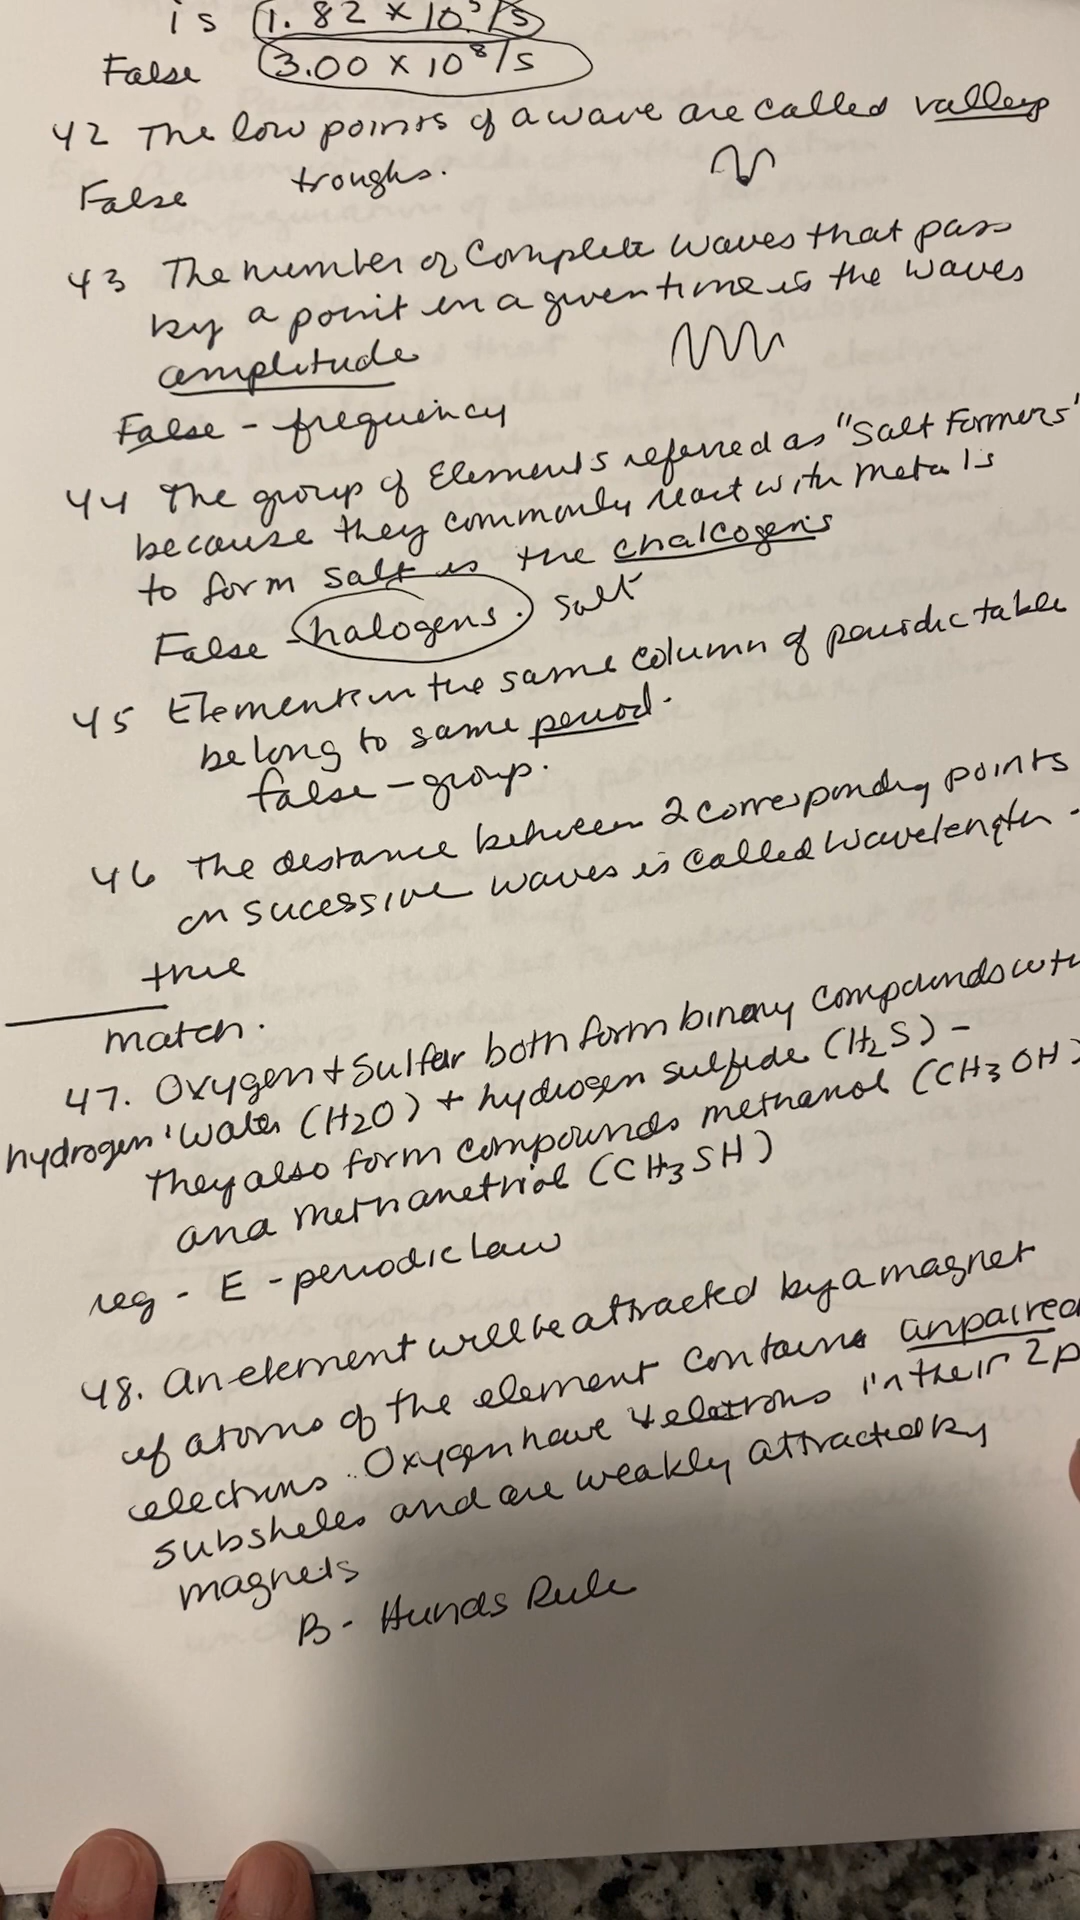 is 1.82 × 10⁵/s
False 3.00 × 10⁸/s
42 The low points of a wave are called valleys
False troughs.
43 The number of Complete waves that pass
by a point in a given time is the waves
amplitude
False - frequency
44 The group of Elements referred as "Salt Formers"
because they commonly react with metals
to form salt is the chalcogens
False - halogens. salt
45 Elements in the same column of periodic table
belong to same period.
false - group.
46 The distance between 2 corresponding points
on sucessive waves is called wavelength.
true
match.
47. Oxygen + Sulfur both form binary compounds with
hydrogen water (H₂O) + hydrogen sulfide (H₂S) -
They also form compounds methanol (CH₃OH)
and methanethiol (CH₃SH)
reg - E - periodic law
48. An element will be attracted by a magnet
if atoms of the element contains unpaired
electrons. Oxygen have 4 electrons in their 2p
subshells and are weakly attracted by
magnets
B - Hunds Rule